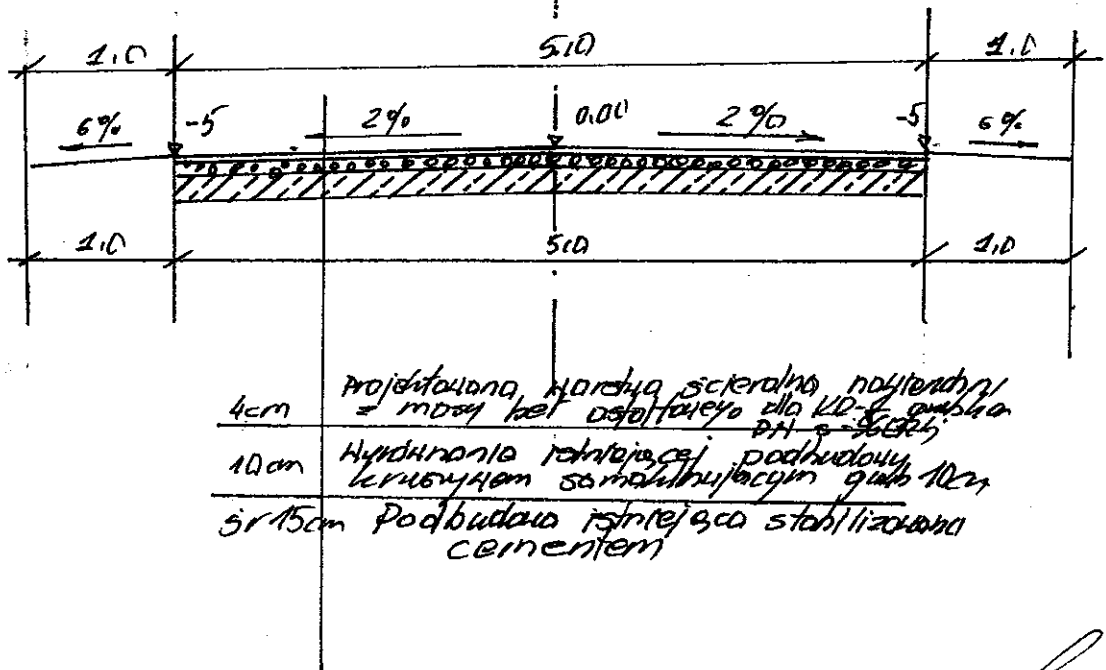 1.0 5.0 1.0
6% -5 2% 0.00 2% -5 6%
1.0 5.0 1.0
4cm Projektowana warstwa ścieralna nawierzchni
z masy bet asfaltowego dla
10cm Wyrównanie istniejącej podbudowy
kruszywem samoklinującym grub 10cm
śr 15cm Podbudowa istniejąca stabilizowana
cementem